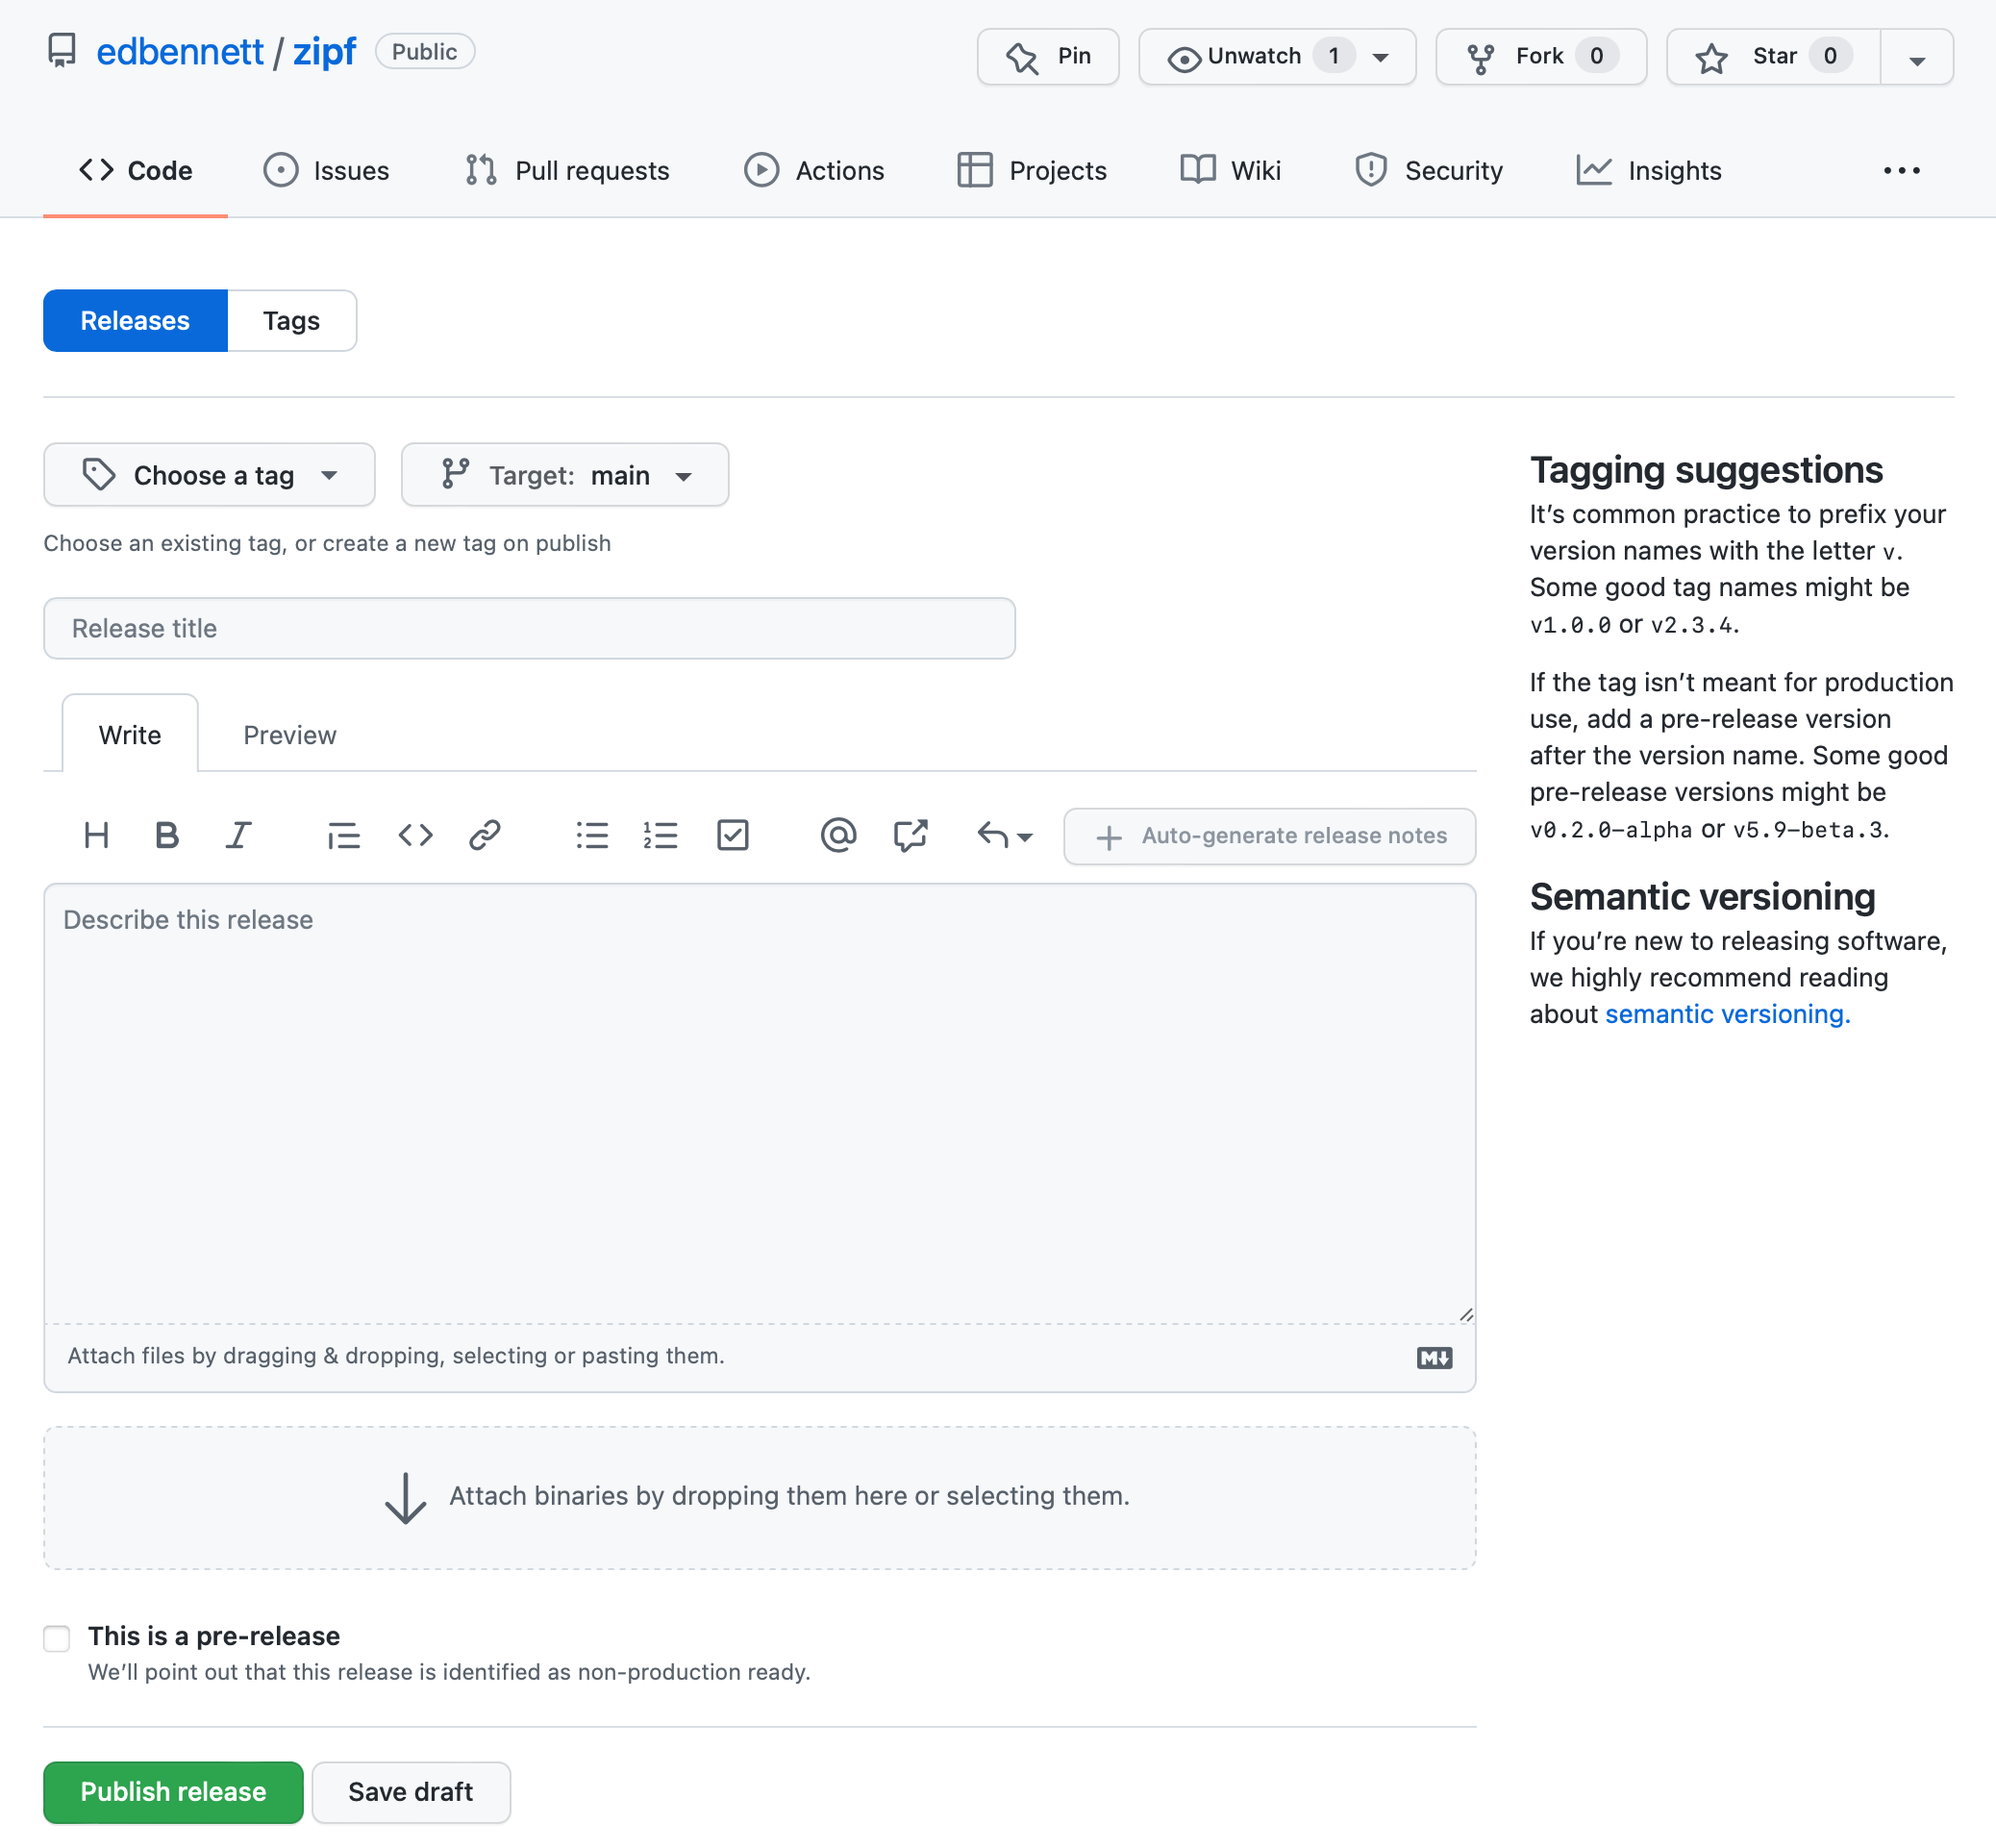 edbennett / zipf Public
Pin
Unwatch 1
Fork 0
Star 0
Code
Issues
Pull requests
Actions
Projects
Wiki
Security
Insights
Releases
Tags
Choose a tag
Target: main
Choose an existing tag, or create a new tag on publish
Release title
Write
Preview
Auto-generate release notes
Describe this release
Attach files by dragging & dropping, selecting or pasting them.
Attach binaries by dropping them here or selecting them.
This is a pre-release
We’ll point out that this release is identified as non-production ready.
Publish release
Save draft
Tagging suggestions
It’s common practice to prefix your
version names with the letter v.
Some good tag names might be
v1.0.0 or v2.3.4.
If the tag isn’t meant for production
use, add a pre-release version
after the version name. Some good
pre-release versions might be
v0.2.0-alpha or v5.9-beta.3.
Semantic versioning
If you’re new to releasing software,
we highly recommend reading
about semantic versioning.